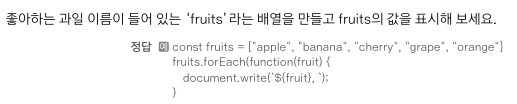 좋아하는 과일 이름이 들어 있는 ‘fruits’라는 배열을 만들고 fruits의 값을 표시해 보세요.
정답 예 const fruits = ["apple", "banana", "cherry", "grape", "orange"]
fruits.forEach(function(fruit) {
document.write(`${fruit}, `);
}